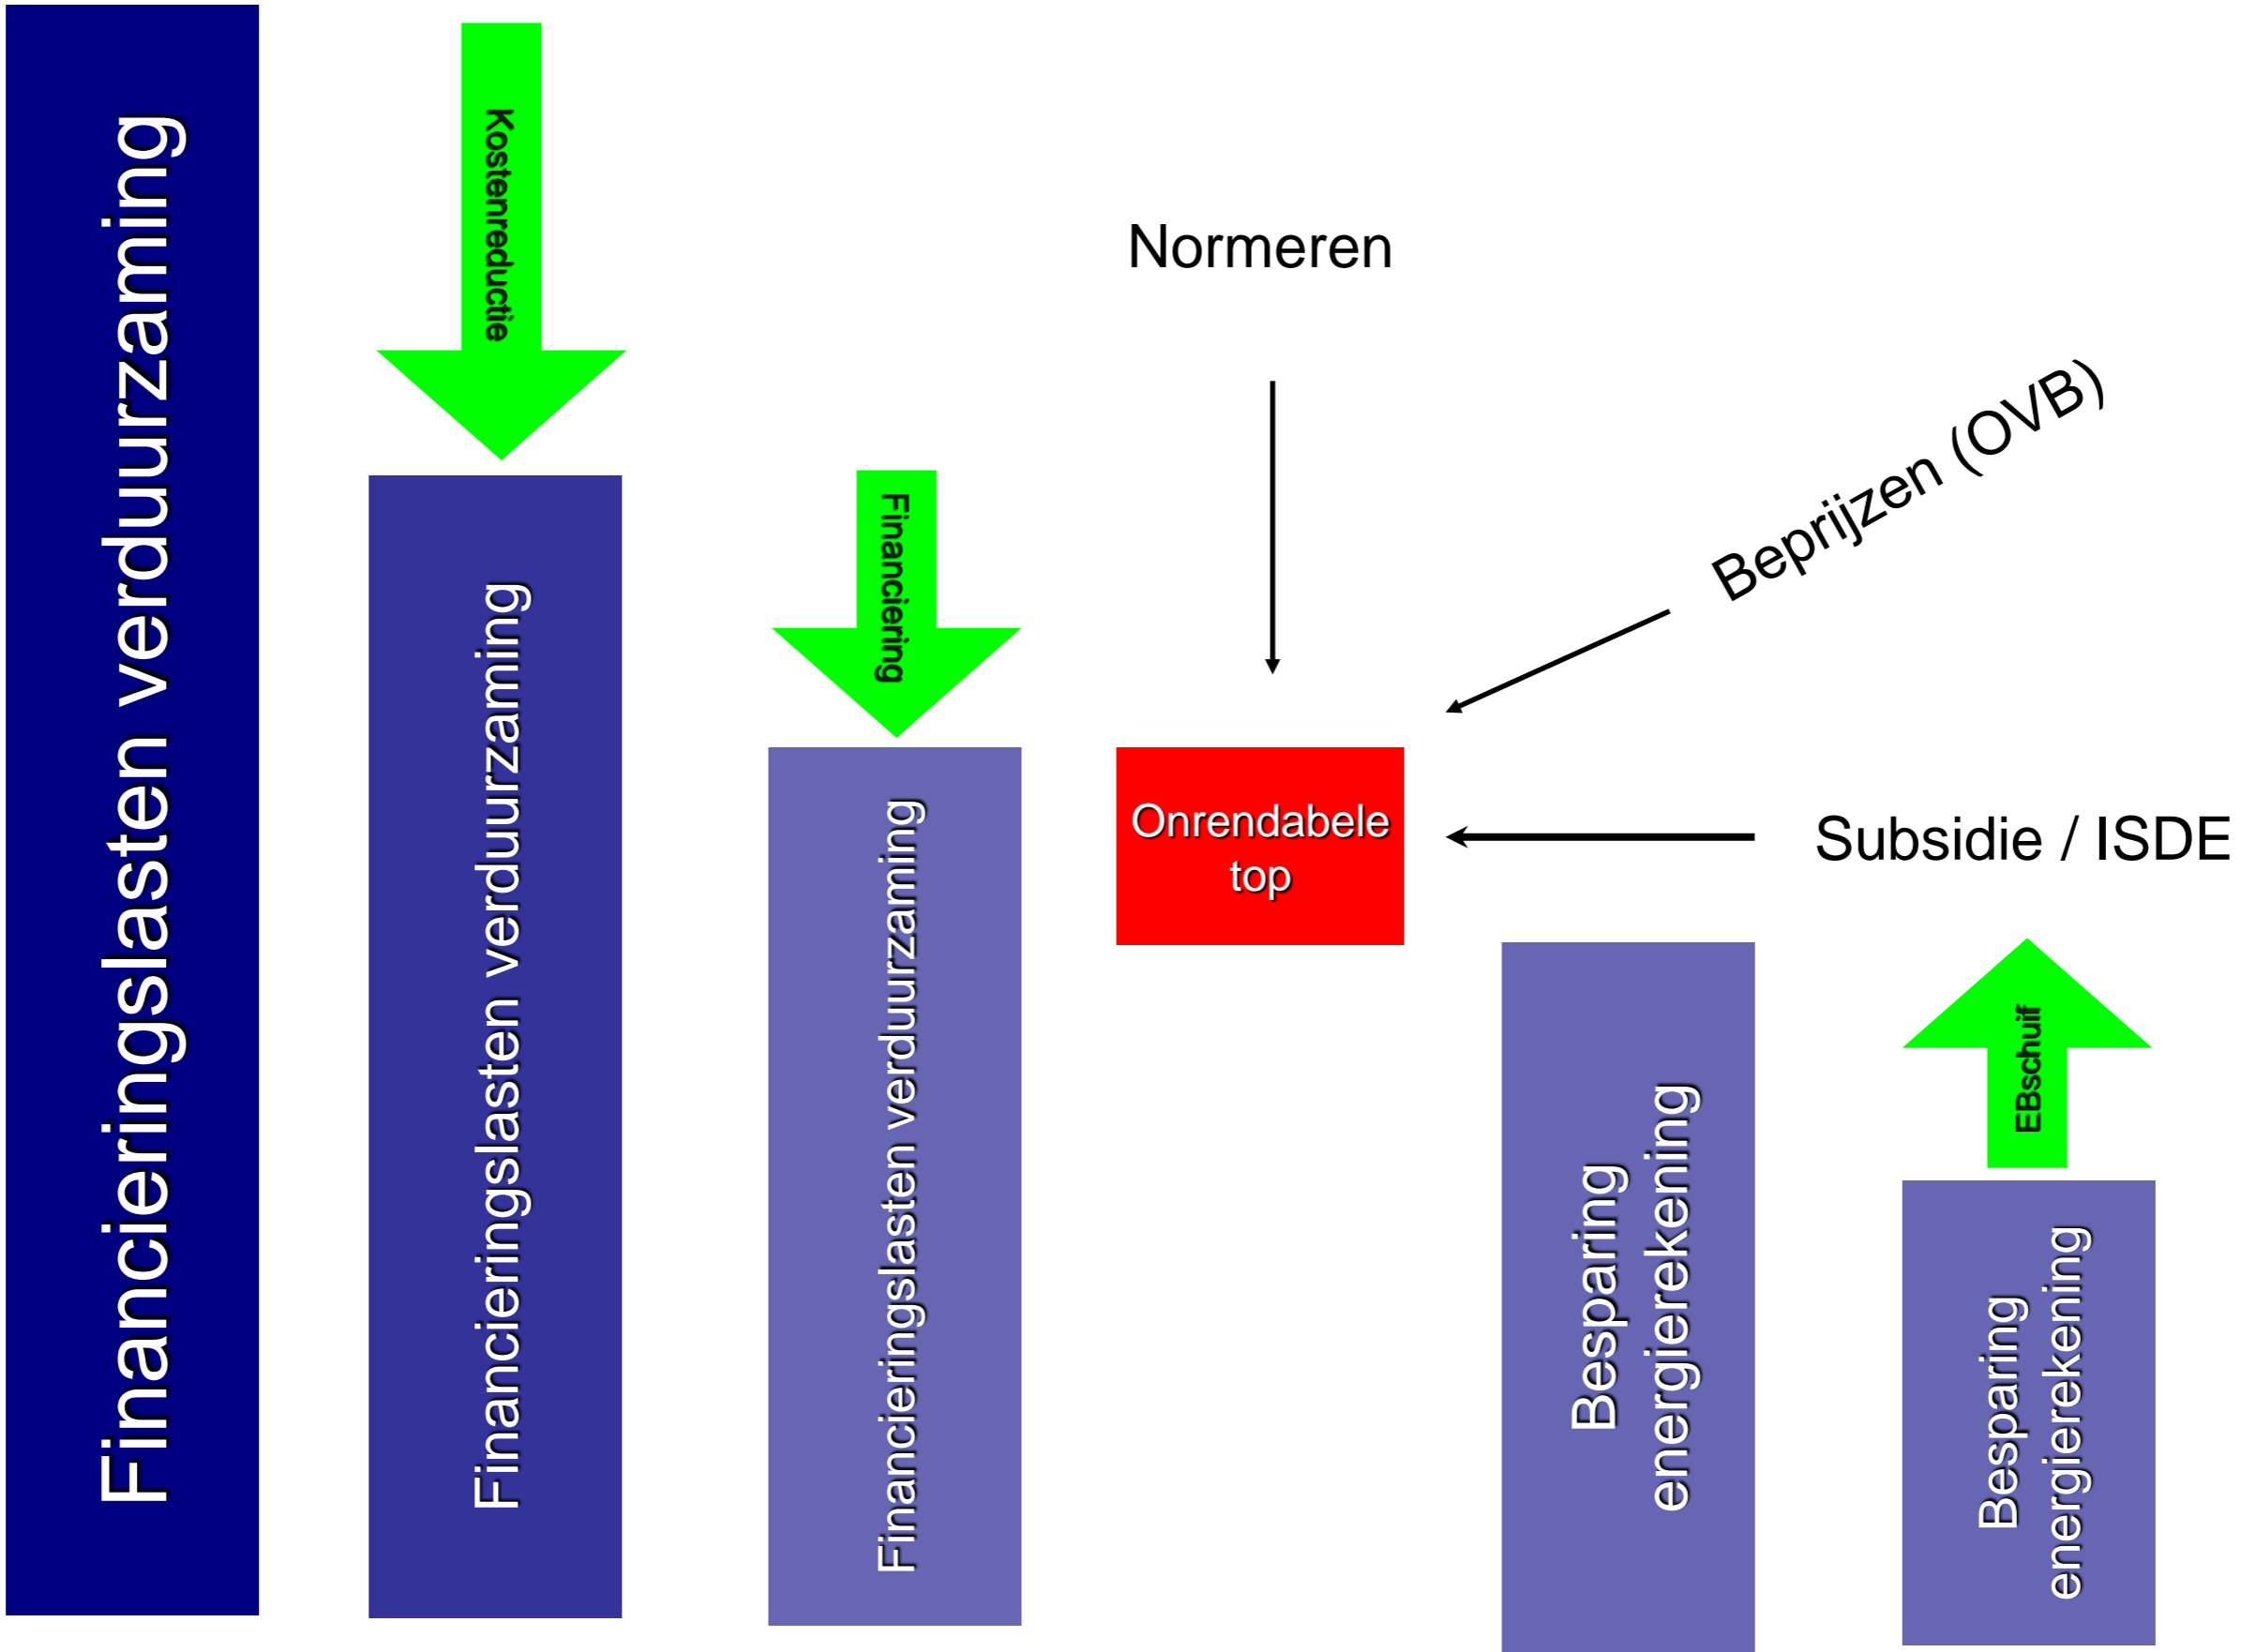 Financieringslasten verduurzaming
Kostenreductie
Financieringslasten verduurzaming
Financiering
Financieringslasten verduurzaming
Normeren
Beprijzen (OVB)
Onrendabele
top
Subsidie / ISDE
Besparing
energierekening
EBschuif
Besparing
energierekening